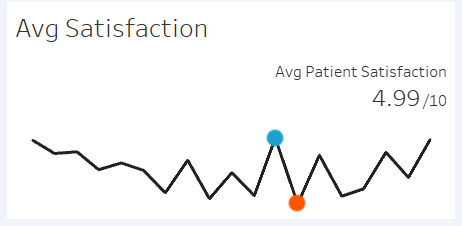 Avg Satisfaction
Avg Patient Satisfaction
4.99/10